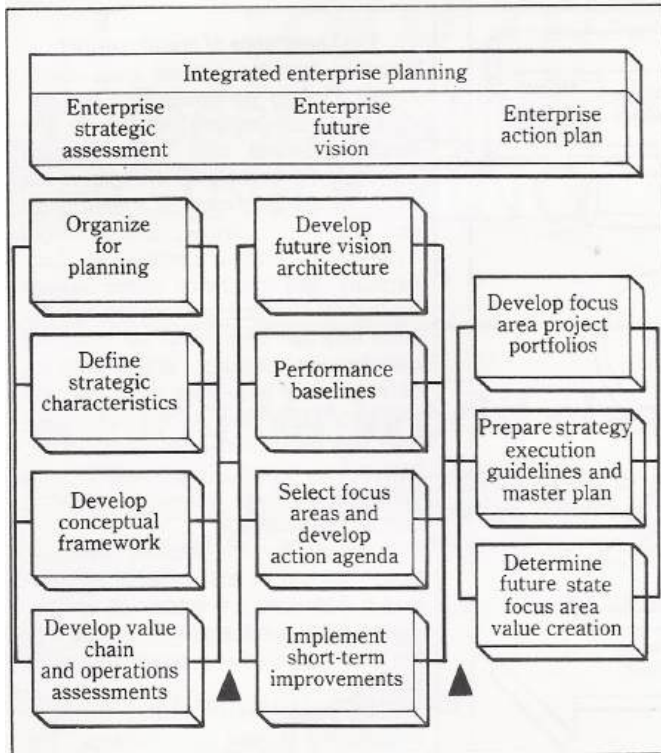 Integrated enterprise planning
Enterprise
strategic
assessment
Enterprise
future
vision
Enterprise
action plan
Organize
for
planning
Define
strategic
characteristics
Develop
conceptual
framework
Develop value
chain
and operations
assessments
Develop
future vision
architecture
Performance
baselines
Select focus
areas and
develop
action agenda
Implement
short-term
improvements
Develop focus
area project
portfolios
Prepare strategy
execution
guidelines and
master plan
Determine
future state
focus area
value creation